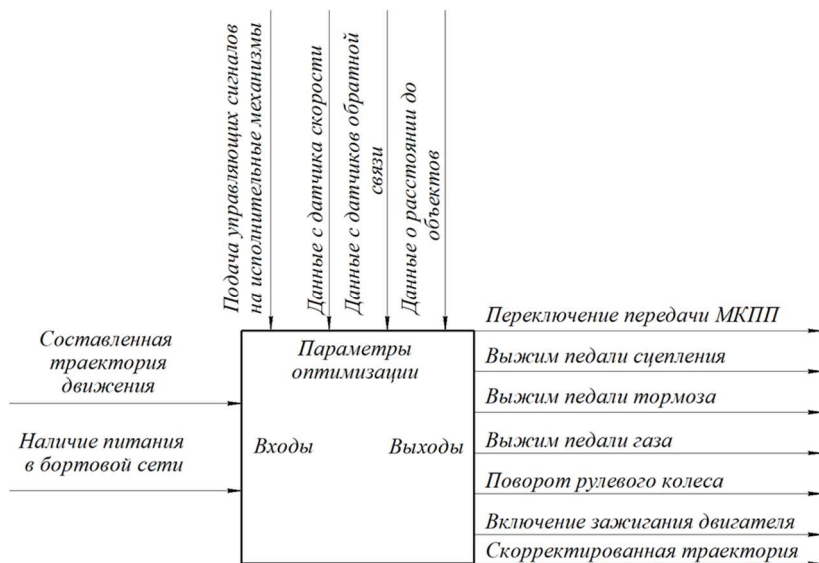 Подача управляющих сигналов
на исполнительные механизмы
Данные с датчика скорости
Данные с датчиков обратной
связи
Данные о расстоянии до
объектов
Составленная
траектория
движения
Наличие питания
в бортовой сети
Параметры
оптимизации
Входы
Выходы
Переключение передачи МКПП
Выжим педали сцепления
Выжим педали тормоза
Выжим педали газа
Поворот рулевого колеса
Включение зажигания двигателя
Скорректированная траектория